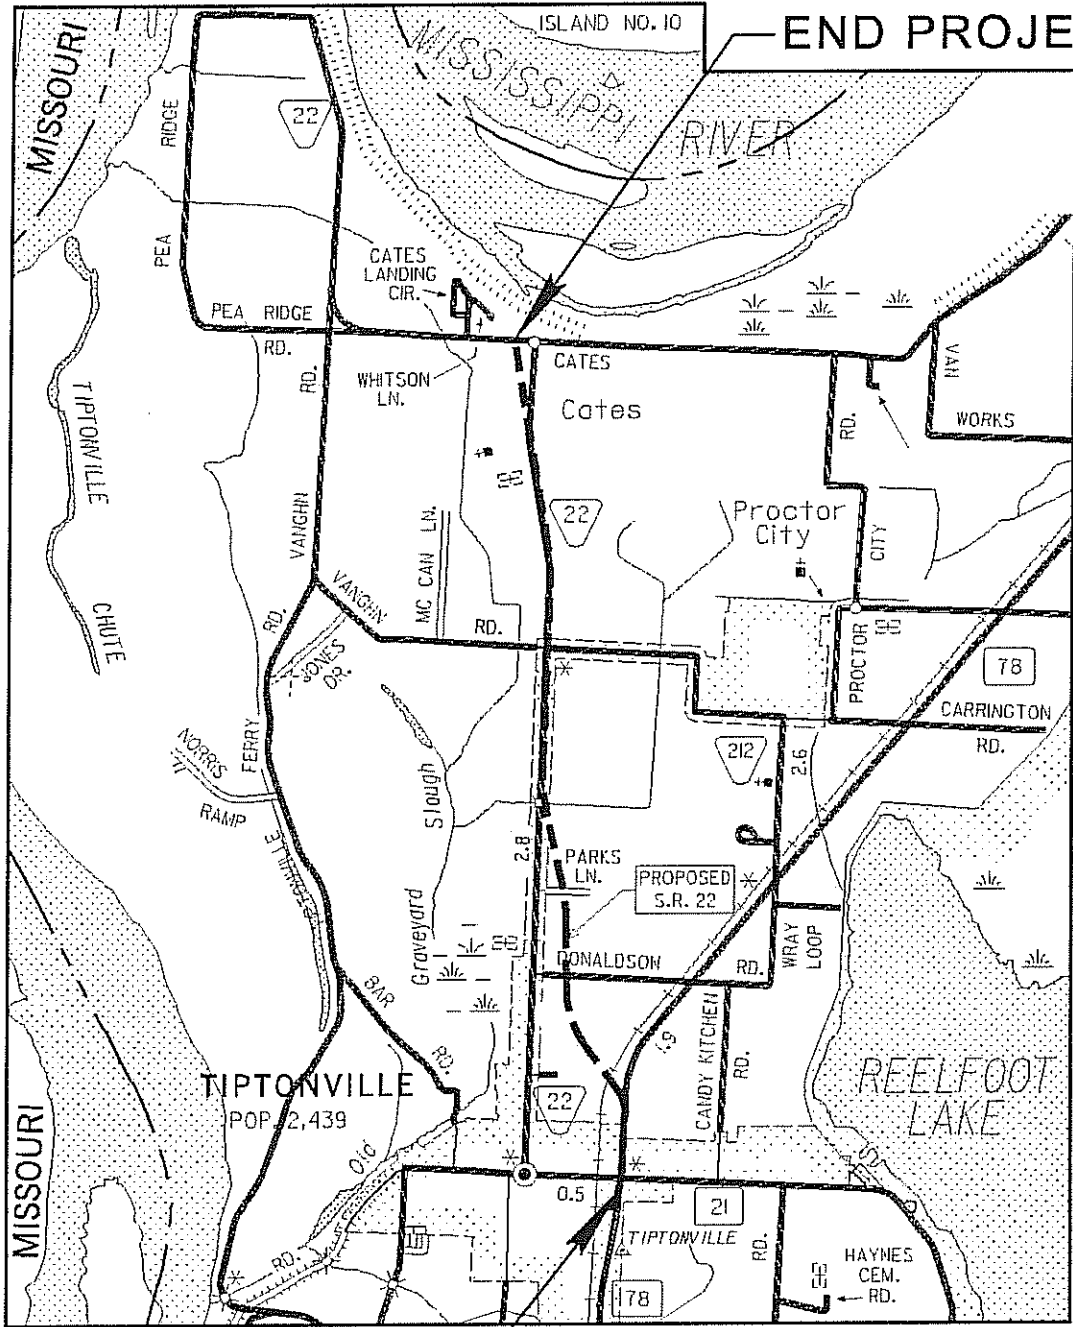 ISLAND NO. 10
END PROJE
MISSOURI
MISSISSIPPI
RIVER
RIDGE
PEA
22
CATES
LANDING
CIR.
PEA RIDGE
RD.
RD.
WHITSON
LN.
CATES
Cates
VAN
WORKS
RD.
TIPTONVILLE
CHUTE
VANGHN
VANGHN
RD.
MC CAN LN.
22
Proctor
City
CITY
PROCTOR
78
CARRINGTON
RD.
RD.
JONES
DR.
FERRY
NORRIS
RAMP
212
2.6
Slough
Graveyard
2.8
PARKS
LN.
PROPOSED
S.R. 22
DONALDSON
RD.
WRAY
LOOP
BAR
RD.
1.9
CANDY KITCHEN
RD.
TIPTONVILLE
POP. 2,439
22
REELFOOT
LAKE
MISSOURI
Old
0.5
21
TIPTONVILLE
RD.
RD.
HAYNES
CEM.
RD.
78